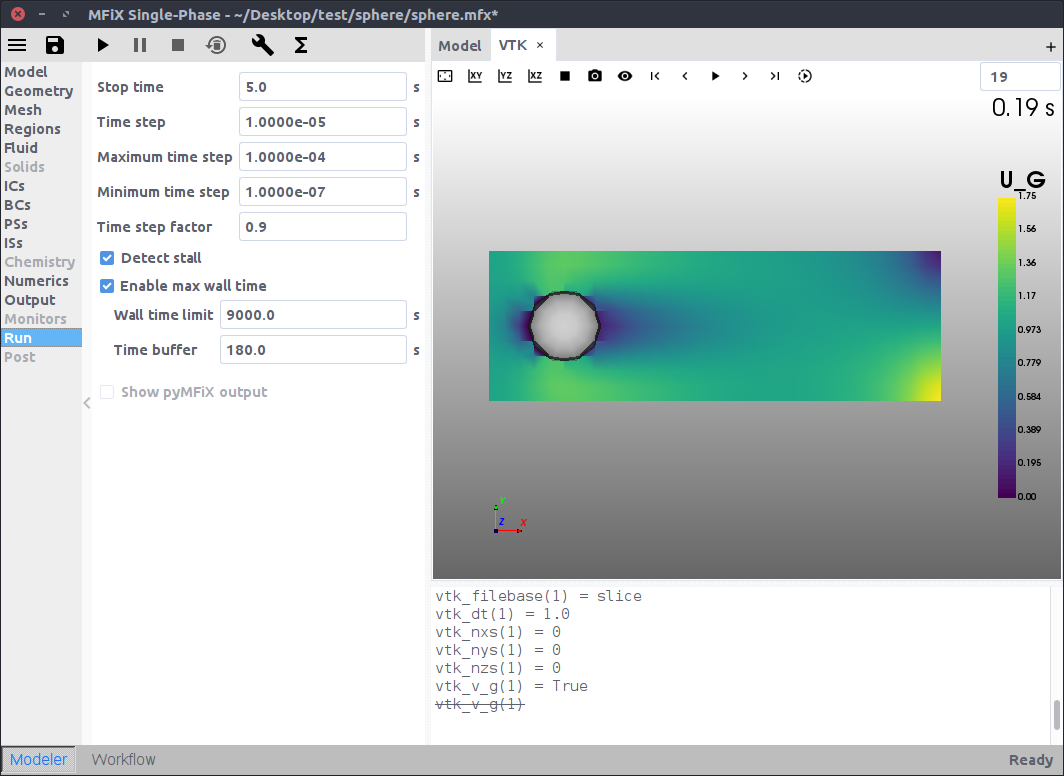 MFiX Single-Phase - ~/Desktop/test/sphere/sphere.mfx*
Model
Geometry
Mesh
Regions
Fluid
Solids
ICs
BCs
PSs
ISs
Chemistry
Numerics
Output
Monitors
Run
Post
Stop time 5.0 s
Time step 1.0000e-05 s
Maximum time step 1.0000e-04 s
Minimum time step 1.0000e-07 s
Time step factor 0.9
Detect stall
Enable max wall time
Wall time limit 9000.0 s
Time buffer 180.0 s
Show pyMFiX output
Model VTK × +
XY YZ XZ 19
0.19 s
U_G
1.75
1.56
1.36
1.17
0.973
0.779
0.584
0.389
0.195
0.00
Y
Z X
vtk_filebase(1) = slice
vtk_dt(1) = 1.0
vtk_nxs(1) = 0
vtk_nys(1) = 0
vtk_nzs(1) = 0
vtk_v_g(1) = True
vtk_v_g(1)
Modeler Workflow Ready